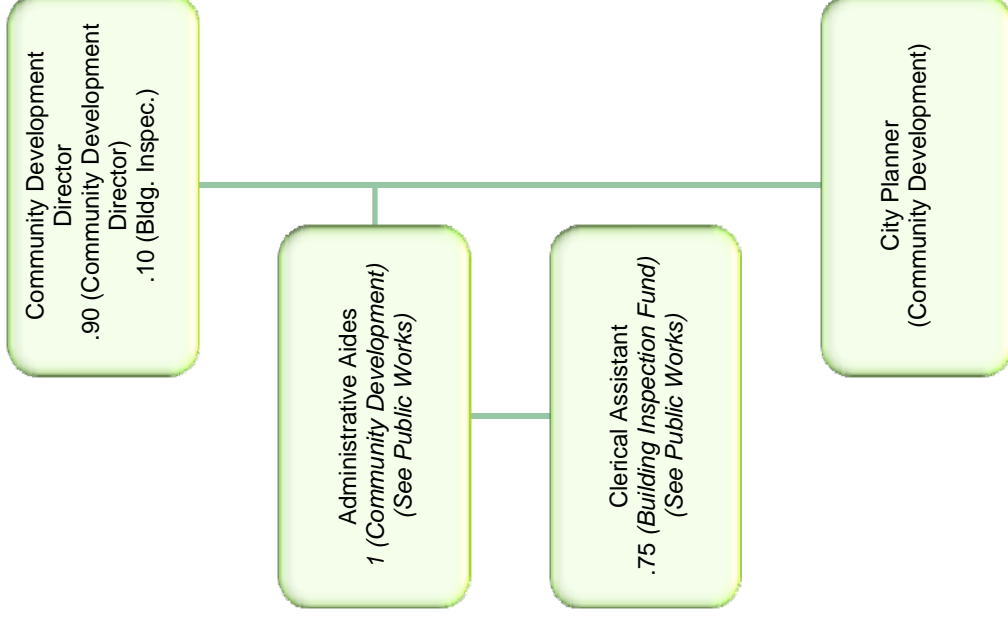 Community Development
Director
.90 (Community Development
Director)
.10 (Bldg. Inspec.)
Administrative Aides
1 (Community Development)
(See Public Works)
Clerical Assistant
.75 (Building Inspection Fund)
(See Public Works)
City Planner
(Community Development)